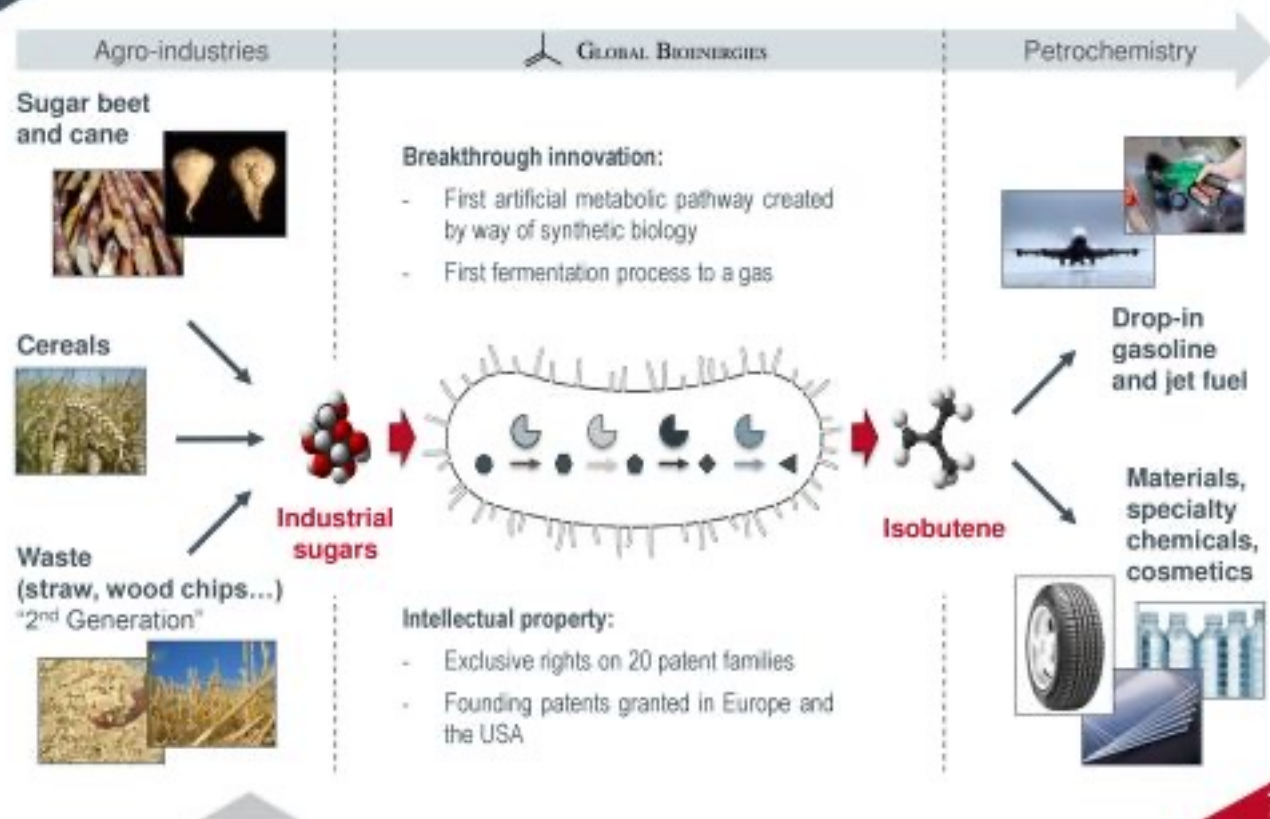 Agro-industries
GLOBAL BIOENERGIES
Petrochemistry
Sugar beet
and cane
Cereals
Waste
(straw, wood chips...)
"2nd Generation"
Industrial
sugars
Breakthrough innovation:
- First artificial metabolic pathway created
by way of synthetic biology
- First fermentation process to a gas
Intellectual property:
- Exclusive rights on 20 patent families
- Founding patents granted in Europe and
the USA
Isobutene
Drop-in
gasoline
and jet fuel
Materials,
specialty
chemicals,
cosmetics